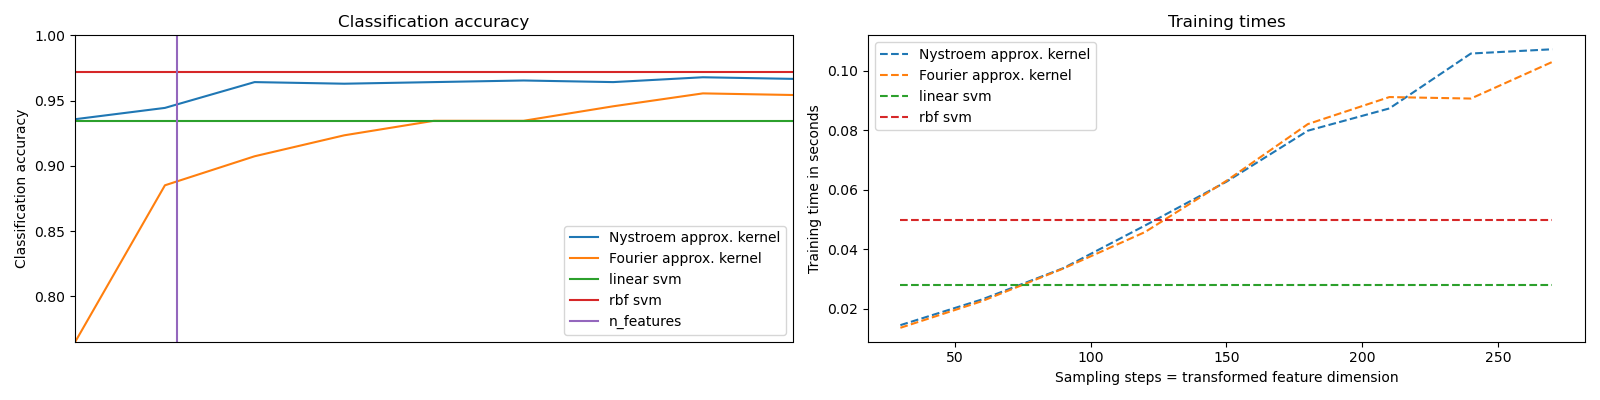 Classification accuracy
1.00
0.95
0.90
0.85
0.80
Classification accuracy
Nystroem approx. kernel
Fourier approx. kernel
linear svm
rbf svm
n_features
Training times
0.10
0.08
0.06
0.04
0.02
Training time in seconds
Nystroem approx. kernel
Fourier approx. kernel
linear svm
rbf svm
50 100 150 200 250
Sampling steps = transformed feature dimension